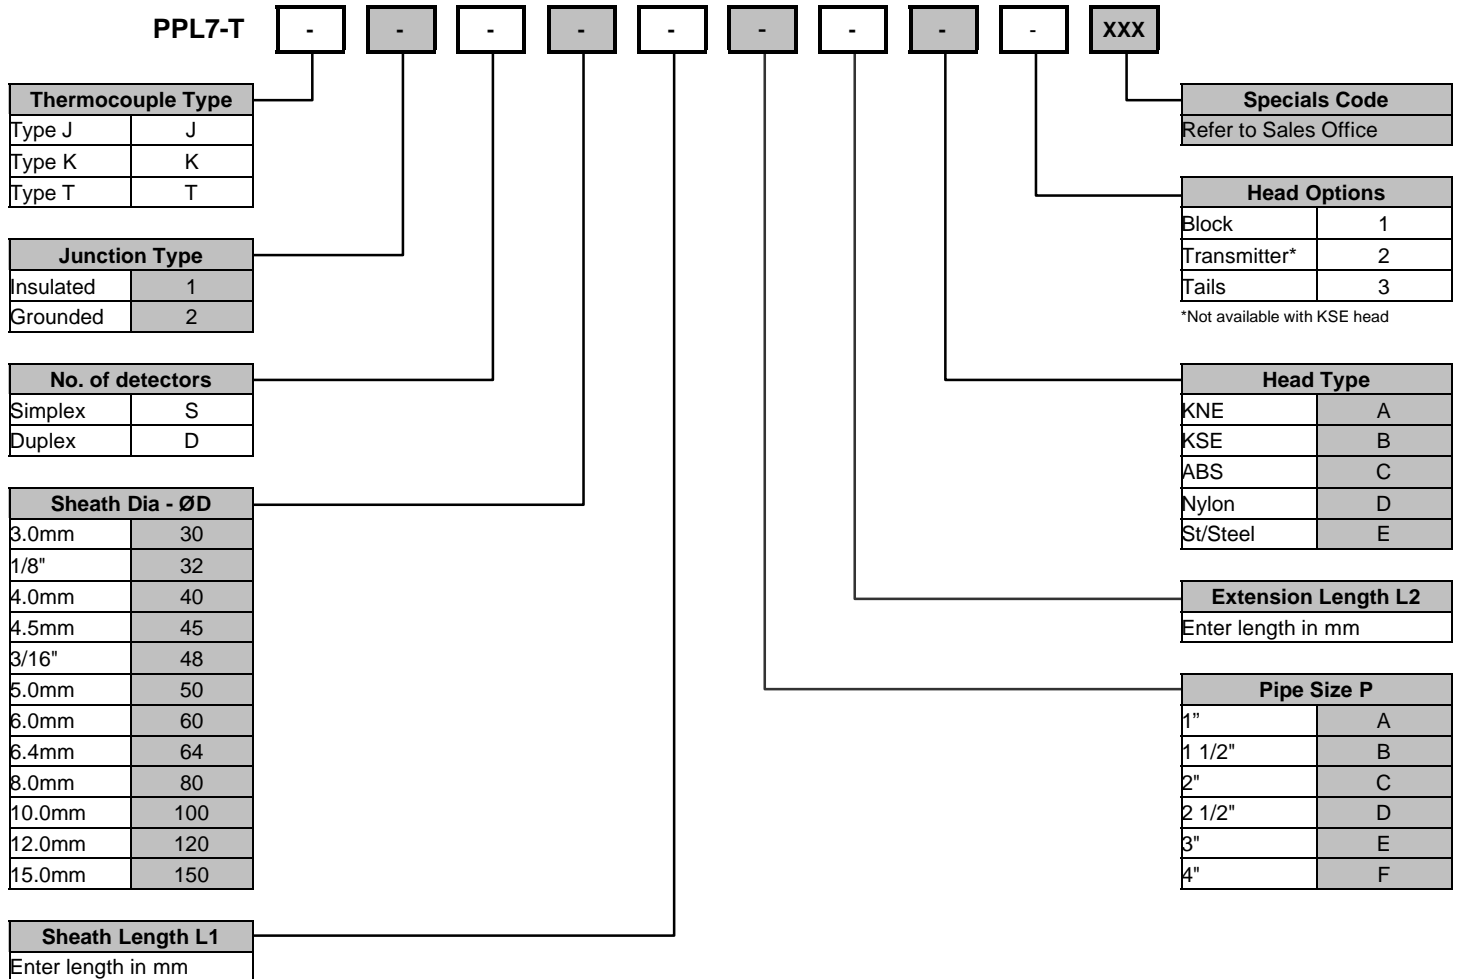 PPL7-T - - - - - - - - - XXX
Thermocouple Type
Type J J
Type K K
Type T T
Junction Type
Insulated 1
Grounded 2
No. of detectors
Simplex S
Duplex D
Sheath Dia - ØD
3.0mm 30
1/8" 32
4.0mm 40
4.5mm 45
3/16" 48
5.0mm 50
6.0mm 60
6.4mm 64
8.0mm 80
10.0mm 100
12.0mm 120
15.0mm 150
Sheath Length L1
Enter length in mm
Specials Code
Refer to Sales Office
Head Options
Block 1
Transmitter* 2
Tails 3
*Not available with KSE head
Head Type
KNE A
KSE B
ABS C
Nylon D
St/Steel E
Extension Length L2
Enter length in mm
Pipe Size P
1” A
1 1/2" B
2" C
2 1/2" D
3" E
4" F